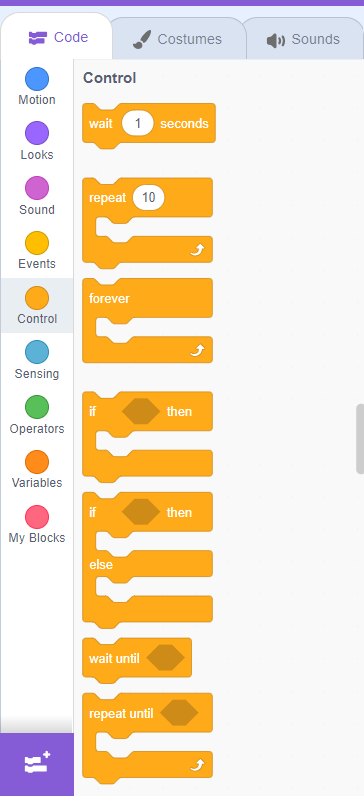 Code
Costumes
Sounds
Motion
Looks
Sound
Events
Control
Sensing
Operators
Variables
My Blocks
Control
wait 1 seconds
repeat 10
forever
if then
if then
else
wait until
repeat until